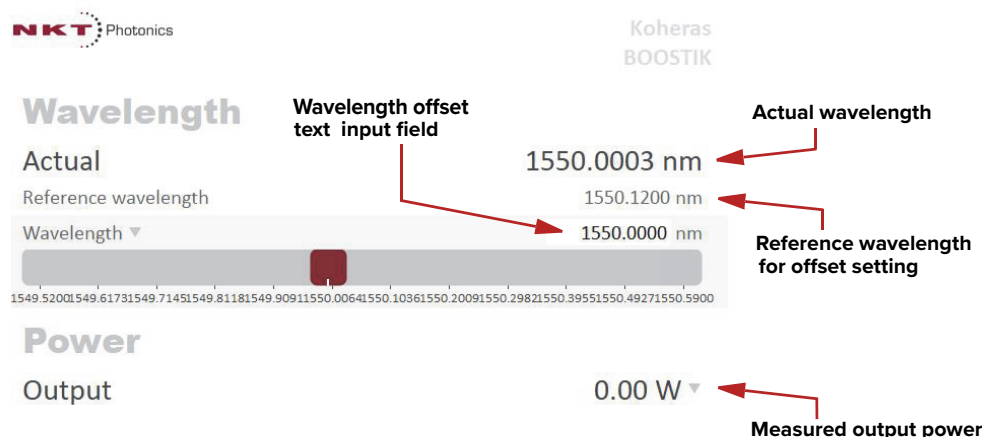 NKT Photonics
Koheras
BOOSTIK
Wavelength
Wavelength offset
text input field
Actual wavelength
Actual
1550.0003 nm
Reference wavelength
1550.1200 nm
Wavelength ▼
1550.0000 nm
Reference wavelength
for offset setting
1549.5200 1549.6173 1549.7145 1549.8118 1549.9091 1550.0064 1550.1036 1550.2009 1550.2982 1550.3955 1550.4927 1550.5900
Power
Output
0.00 W ▼
Measured output power